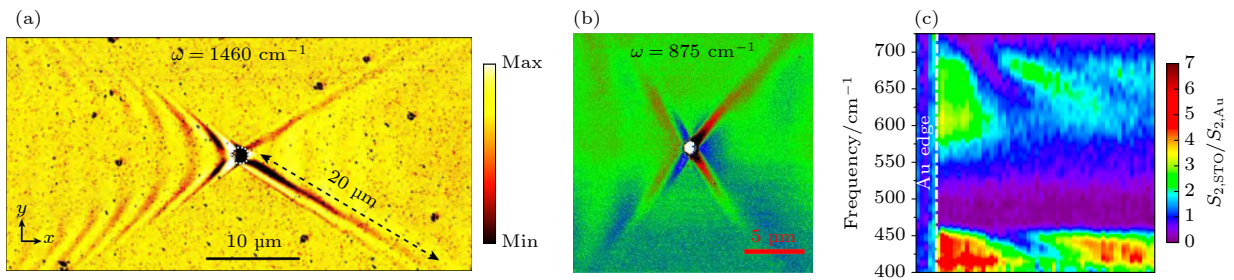 (a)
ω = 1460 cm⁻¹
20 μm
y
x
10 μm
Max
Min
(b)
ω = 875 cm⁻¹
5 μm
(c)
Frequency/cm⁻¹
700
650
600
550
500
450
400
Au edge
7
6
5
4
3
2
1
0
S₂,STO/S₂,Au